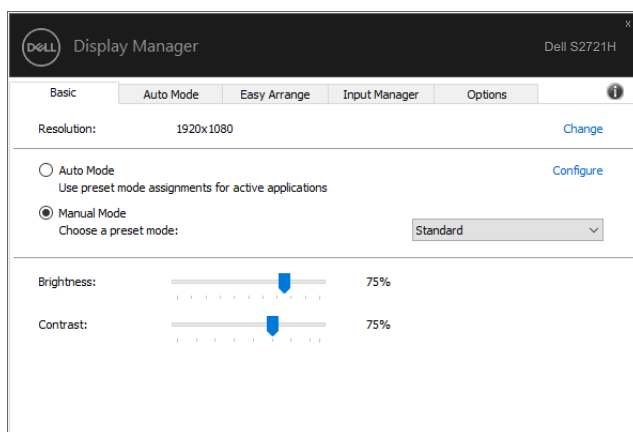 x
DELL Display Manager Dell S2721H
Basic Auto Mode Easy Arrange Input Manager Options
Resolution: 1920x1080 Change
Auto Mode Configure
Use preset mode assignments for active applications
Manual Mode
Choose a preset mode: Standard
Brightness: 75%
Contrast: 75%